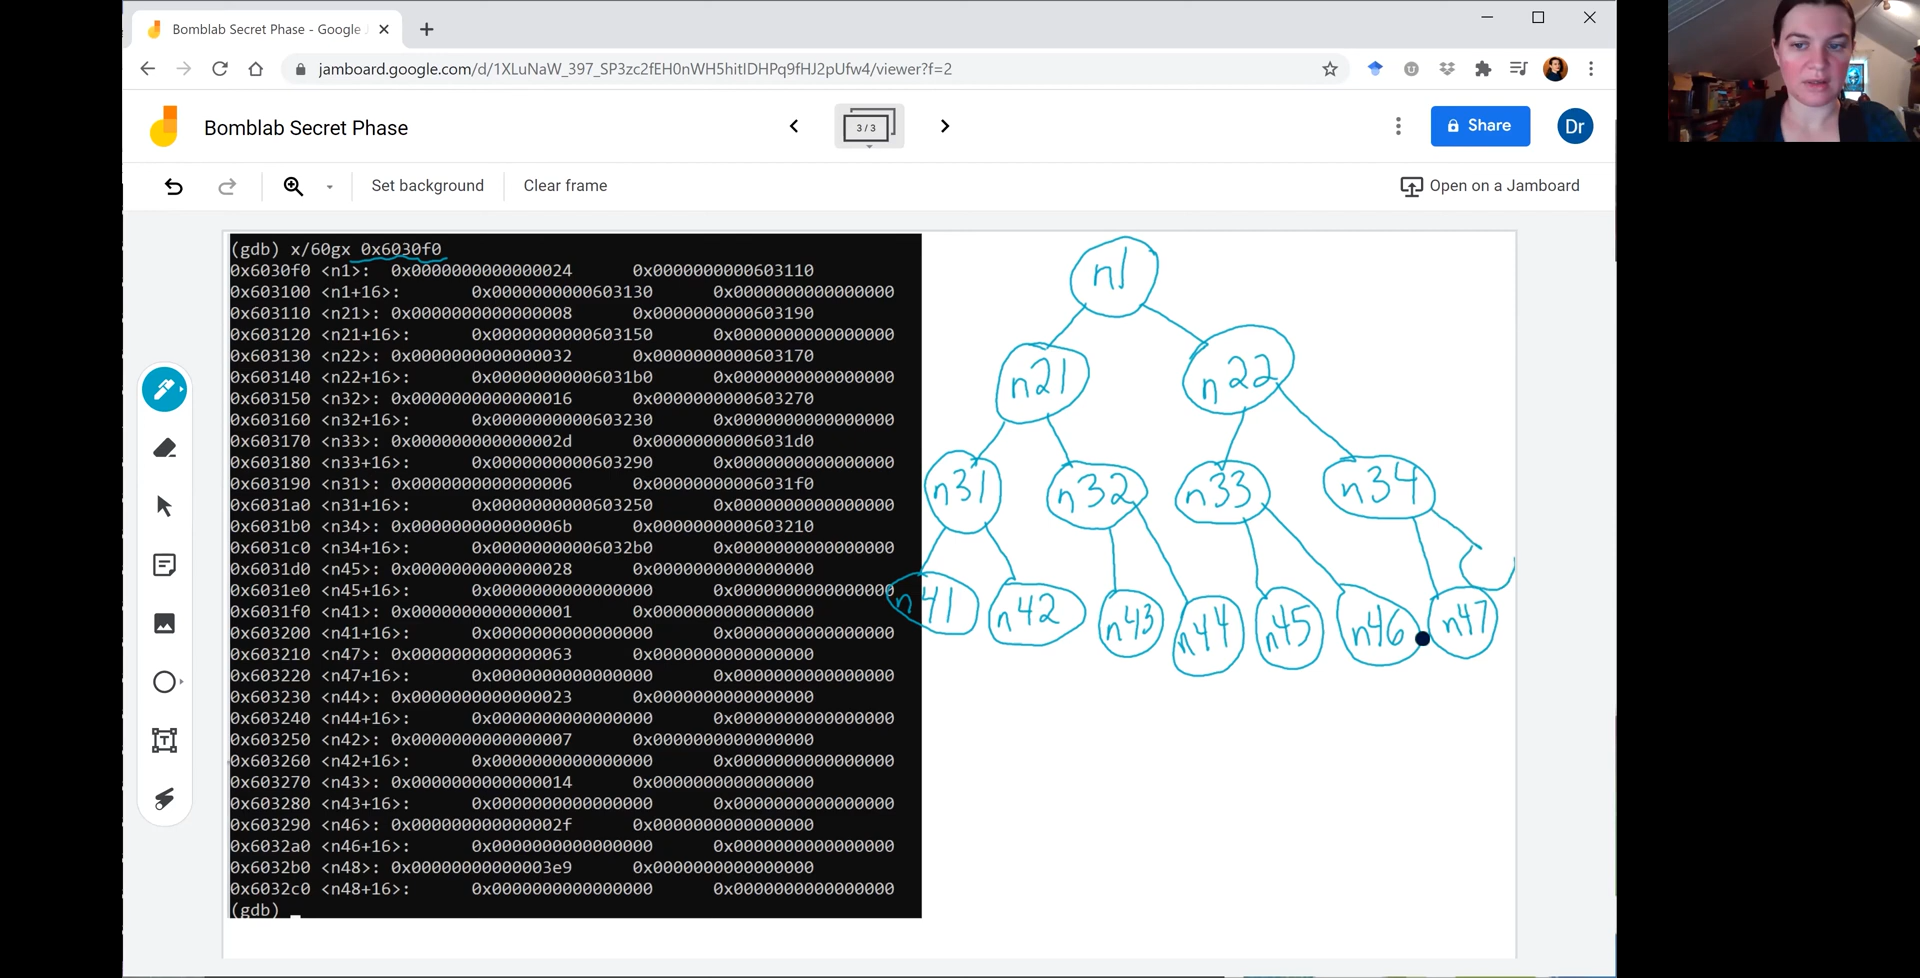 Bomblab Secret Phase - Google J
jamboard.google.com/d/1XLuNaW_397_SP3zc2fEH0nWH5hitIDHPq9fHJ2pUfw4/viewer?f=2
Bomblab Secret Phase
3 / 3
Share
Dr
Set background
Clear frame
Open on a Jamboard
(gdb) x/60gx 0x6030f0
0x6030f0 <n1>: 0x0000000000000024 0x0000000000603110
0x603100 <n1+16>: 0x0000000000603130 0x0000000000000000
0x603110 <n21>: 0x0000000000000008 0x0000000000603190
0x603120 <n21+16>: 0x0000000000603150 0x0000000000000000
0x603130 <n22>: 0x0000000000000032 0x0000000000603170
0x603140 <n22+16>: 0x00000000006031b0 0x0000000000000000
0x603150 <n32>: 0x0000000000000016 0x0000000000603270
0x603160 <n32+16>: 0x0000000000603230 0x0000000000000000
0x603170 <n33>: 0x000000000000002d 0x00000000006031d0
0x603180 <n33+16>: 0x0000000000603290 0x0000000000000000
0x603190 <n31>: 0x0000000000000006 0x00000000006031f0
0x6031a0 <n31+16>: 0x0000000000603250 0x0000000000000000
0x6031b0 <n34>: 0x000000000000006b 0x0000000000603210
0x6031c0 <n34+16>: 0x00000000006032b0 0x0000000000000000
0x6031d0 <n45>: 0x0000000000000028 0x0000000000000000
0x6031e0 <n45+16>: 0x0000000000000000 0x0000000000000000
0x6031f0 <n41>: 0x0000000000000001 0x0000000000000000
0x603200 <n41+16>: 0x0000000000000000 0x0000000000000000
0x603210 <n47>: 0x0000000000000063 0x0000000000000000
0x603220 <n47+16>: 0x0000000000000000 0x0000000000000000
0x603230 <n44>: 0x0000000000000023 0x0000000000000000
0x603240 <n44+16>: 0x0000000000000000 0x0000000000000000
0x603250 <n42>: 0x0000000000000007 0x0000000000000000
0x603260 <n42+16>: 0x0000000000000000 0x0000000000000000
0x603270 <n43>: 0x0000000000000014 0x0000000000000000
0x603280 <n43+16>: 0x0000000000000000 0x0000000000000000
0x603290 <n46>: 0x000000000000002f 0x0000000000000000
0x6032a0 <n46+16>: 0x0000000000000000 0x0000000000000000
0x6032b0 <n48>: 0x00000000000003e9 0x0000000000000000
0x6032c0 <n48+16>: 0x0000000000000000 0x0000000000000000
(gdb)
n1
n21 n22
n31 n32 n33 n34
n41 n42 n43 n44 n45 n46 n47